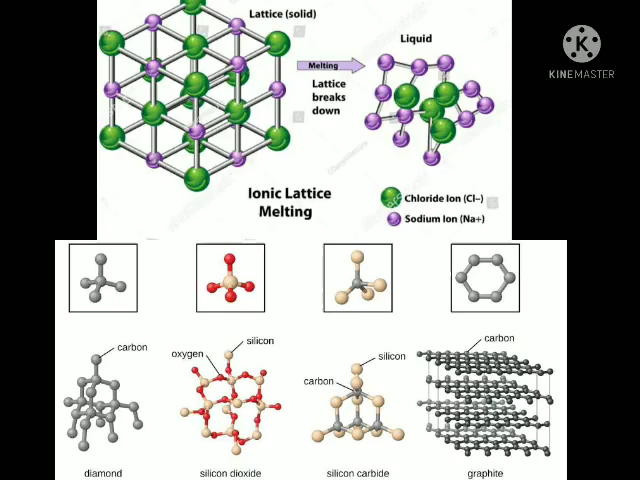 Lattice (solid)
K
KINEMASTER
Melting
Lattice
breaks
down
Liquid
Ionic Lattice
Melting
Chloride Ion (Cl–)
Sodium Ion (Na+)
carbon
oxygen
silicon
carbon
silicon
carbon
diamond
silicon dioxide
silicon carbide
graphite